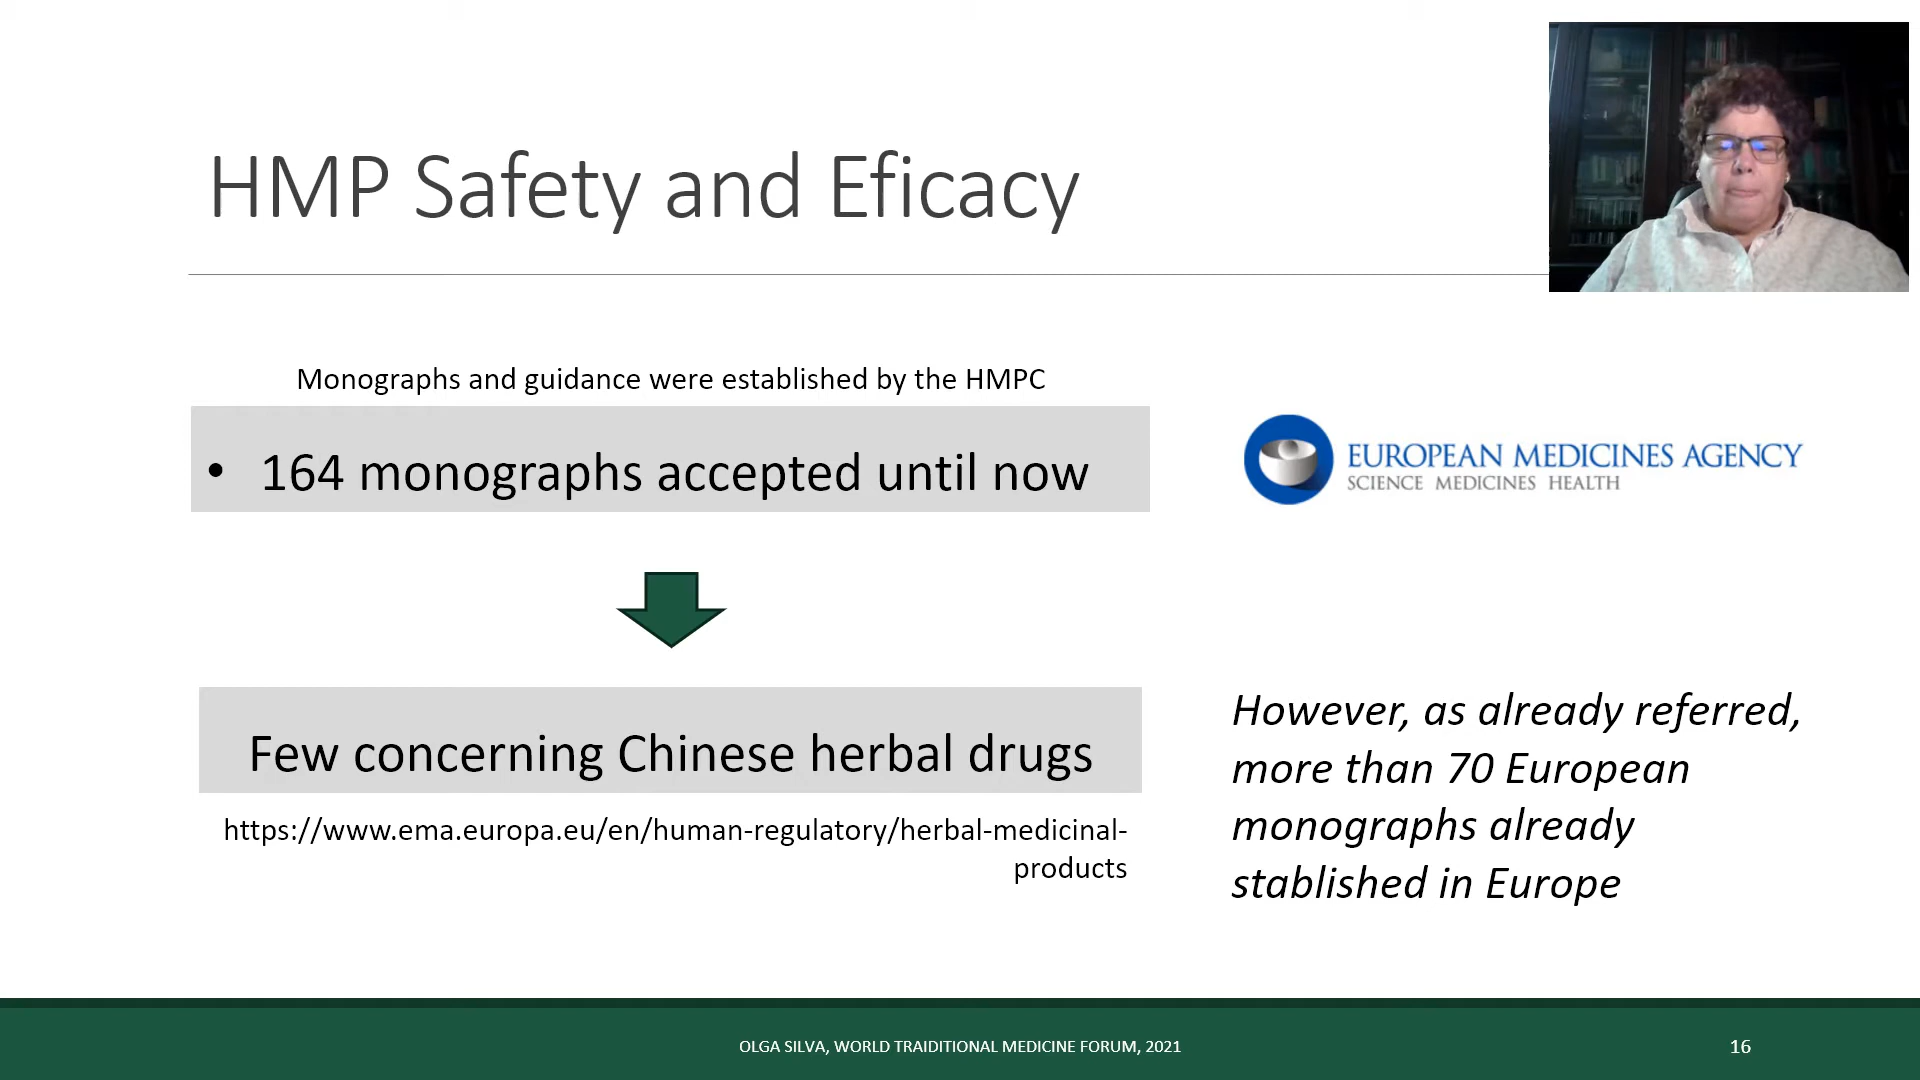 HMP Safety and Eficacy
Monographs and guidance were established by the HMPC
• 164 monographs accepted until now
EUROPEAN MEDICINES AGENCY
SCIENCE MEDICINES HEALTH
Few concerning Chinese herbal drugs
https://www.ema.europa.eu/en/human-regulatory/herbal-medicinal-
products
However, as already referred,
more than 70 European
monographs already
stablished in Europe
OLGA SILVA, WORLD TRAIDITIONAL MEDICINE FORUM, 2021
16